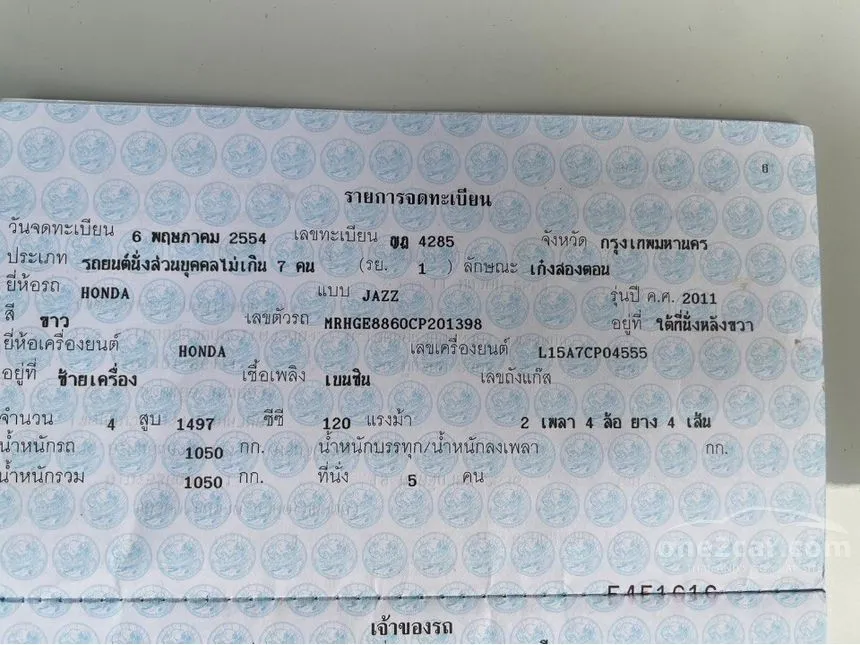 6
รายการจดทะเบียน
วันจดทะเบียน 6 พฤษภาคม 2554 เลขทะเบียน ฎฎ 4285 จังหวัด กรุงเทพมหานคร
ประเภท รถยนต์นั่งส่วนบุคคลไม่เกิน 7 คน (รย. 1 ) ลักษณะ เก๋งสองตอน
ยี่ห้อรถ HONDA แบบ JAZZ รุ่นปี ค.ศ. 2011
สี ขาว เลขตัวรถ MRHGE8860CP201398 อยู่ที่ ใต้ที่นั่งหลังขวา
ยี่ห้อเครื่องยนต์ HONDA เลขเครื่องยนต์ L15A7CP04555
อยู่ที่ ซ้ายเครื่อง เชื้อเพลิง เบนซิน เลขถังแก๊ส
จำนวน 4 สูบ 1497 ซีซี 120 แรงม้า 2 เพลา 4 ล้อ ยาง 4 เส้น
น้ำหนักรถ 1050 กก. น้ำหนักบรรทุก/น้ำหนักลงเพลา กก.
น้ำหนักรวม 1050 กก. ที่นั่ง 5 คน
one2car.com
เจ้าของรถ